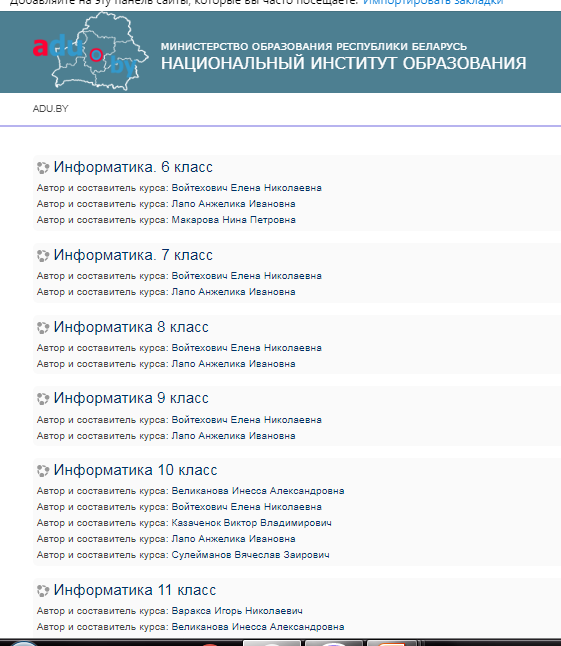 Добавляйте на эту панель сайты, которые вы часто посещаете. Импортировать закладки
adu.by
МИНИСТЕРСТВО ОБРАЗОВАНИЯ РЕСПУБЛИКИ БЕЛАРУСЬ
НАЦИОНАЛЬНЫЙ ИНСТИТУТ ОБРАЗОВАНИЯ
ADU.BY
Информатика. 6 класс
Автор и составитель курса: Войтехович Елена Николаевна
Автор и составитель курса: Лапо Анжелика Ивановна
Автор и составитель курса: Макарова Нина Петровна
Информатика. 7 класс
Автор и составитель курса: Войтехович Елена Николаевна
Автор и составитель курса: Лапо Анжелика Ивановна
Информатика 8 класс
Автор и составитель курса: Войтехович Елена Николаевна
Автор и составитель курса: Лапо Анжелика Ивановна
Информатика 9 класс
Автор и составитель курса: Войтехович Елена Николаевна
Автор и составитель курса: Лапо Анжелика Ивановна
Информатика 10 класс
Автор и составитель курса: Великанова Инесса Александровна
Автор и составитель курса: Войтехович Елена Николаевна
Автор и составитель курса: Казаченок Виктор Владимирович
Автор и составитель курса: Лапо Анжелика Ивановна
Автор и составитель курса: Сулейманов Вячеслав Заирович
Информатика 11 класс
Автор и составитель курса:Варакса Игорь Николаевич
Автор и составитель курса: Великанова Инесса Александровна